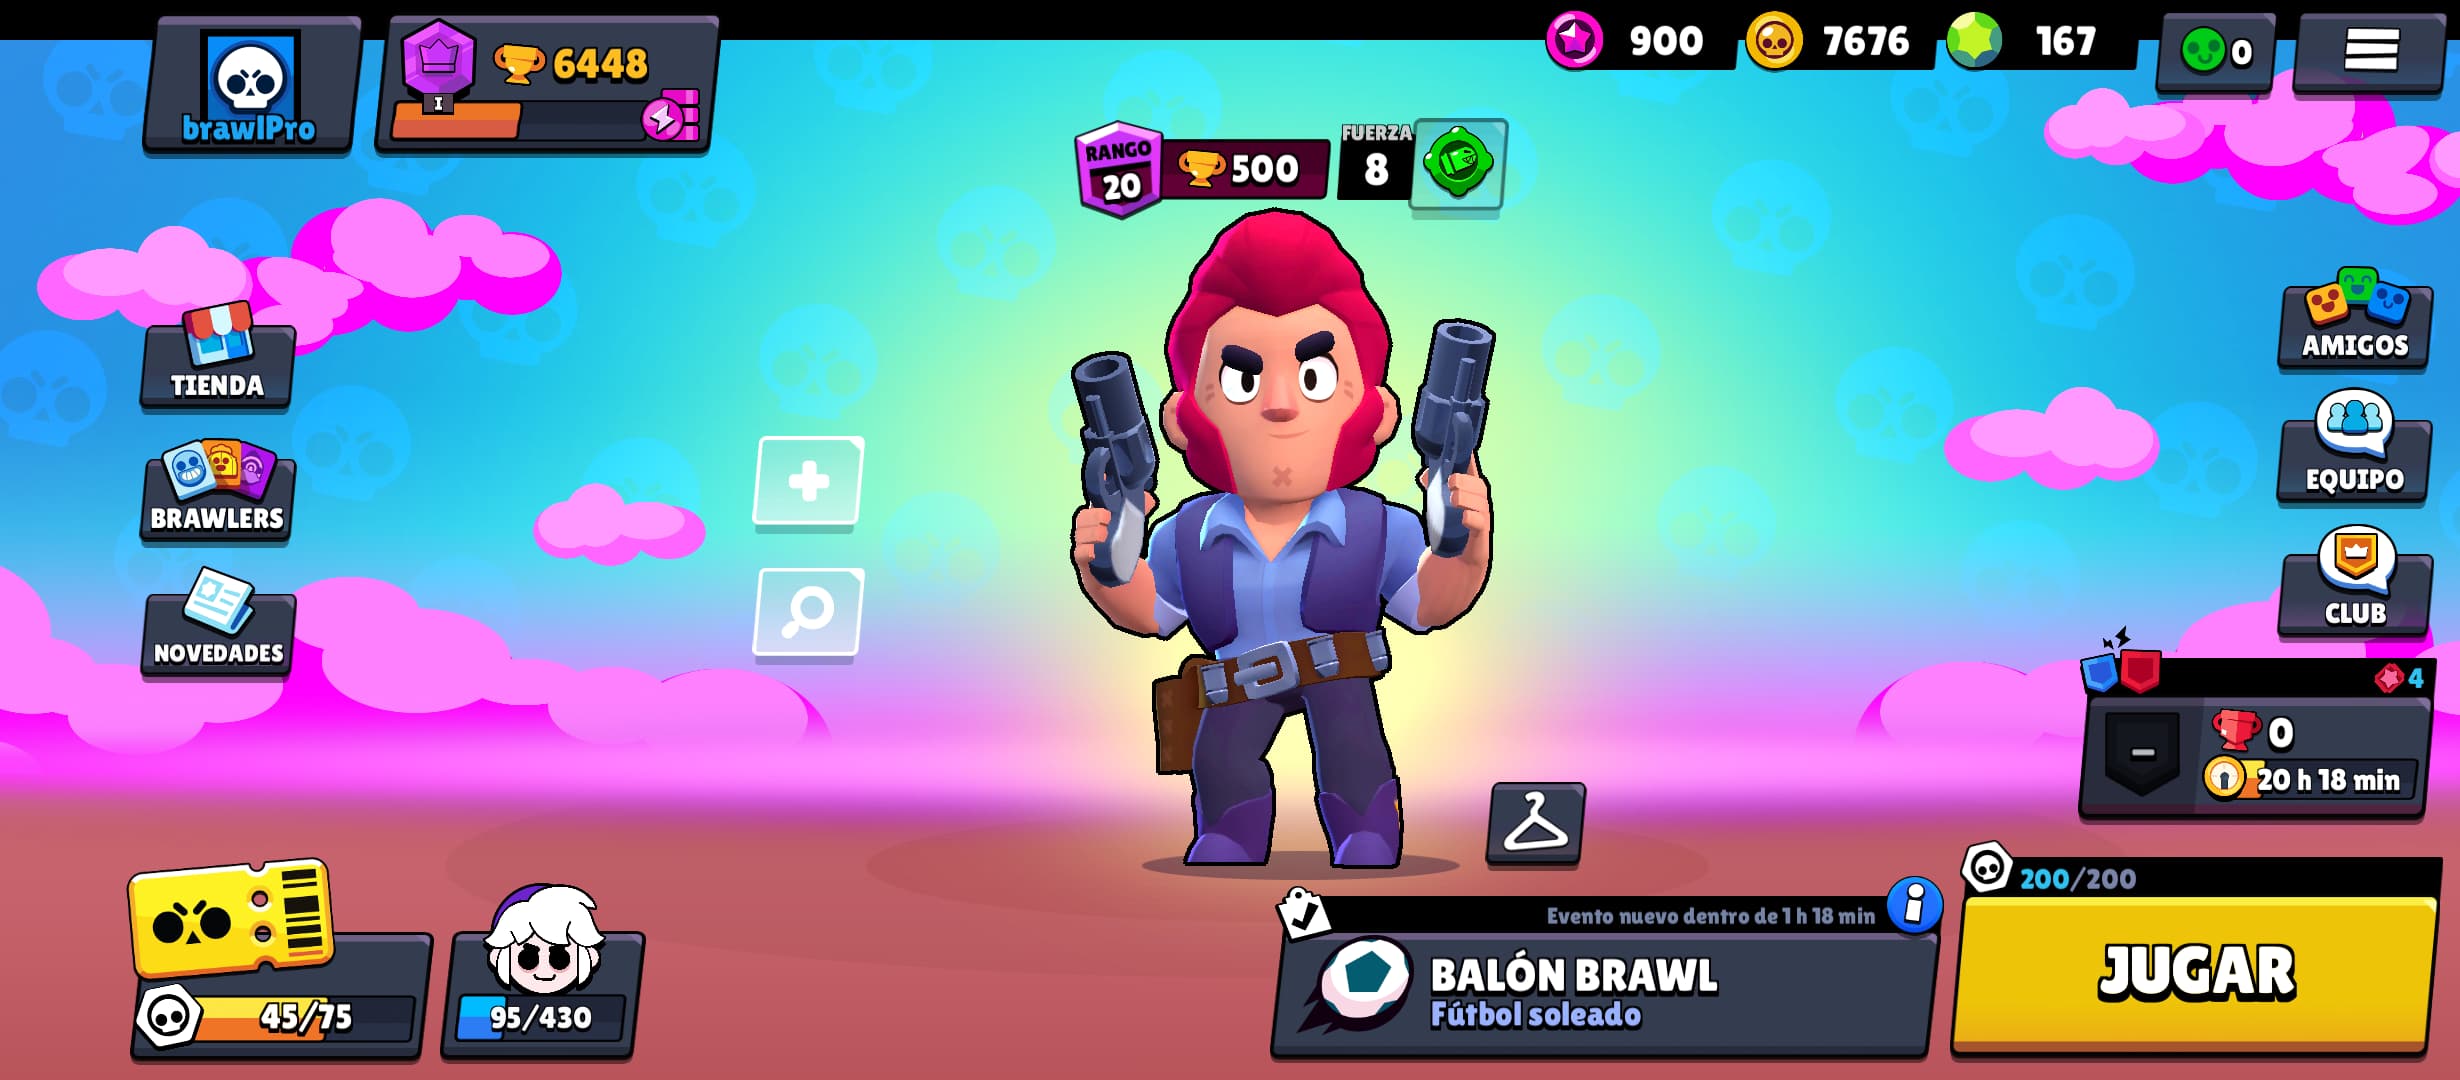 brawlPro
I
6448
900
7676
167
0
RANGO
20
500
FUERZA
8
TIENDA
BRAWLERS
NOVEDADES
AMIGOS
EQUIPO
CLUB
4
-
0
20 h 18 min
45/75
95/430
Evento nuevo dentro de 1 h 18 min
BALÓN BRAWL
Fútbol soleado
200/200
JUGAR